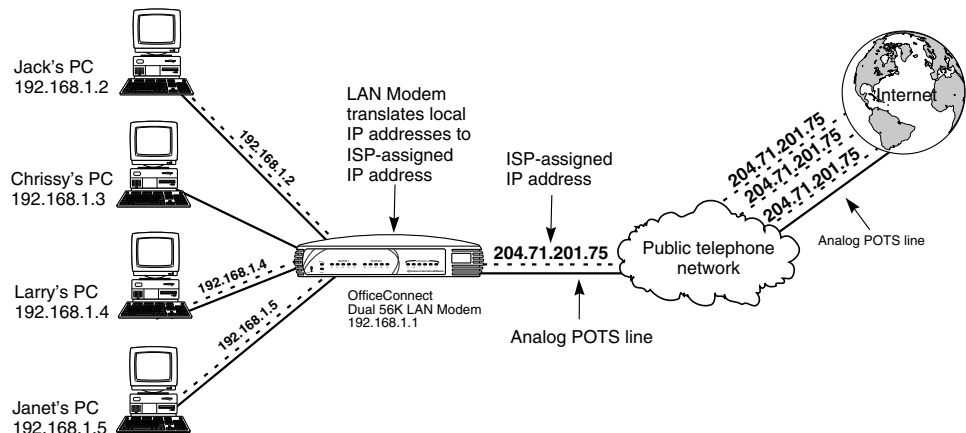 Jack's PC
192.168.1.2
Chrissy's PC
192.168.1.3
Larry's PC
192.168.1.4
Janet's PC
192.168.1.5
192.168.1.2
192.168.1.4
192.168.1.5
LAN Modem
translates local
IP addresses to
ISP-assigned
IP address
OfficeConnect
Dual 56K LAN Modem
192.168.1.1
ISP-assigned
IP address
204.71.201.75
Analog POTS line
Public telephone
network
204.71.201.75
204.71.201.75
204.71.201.75
Internet
Analog POTS line